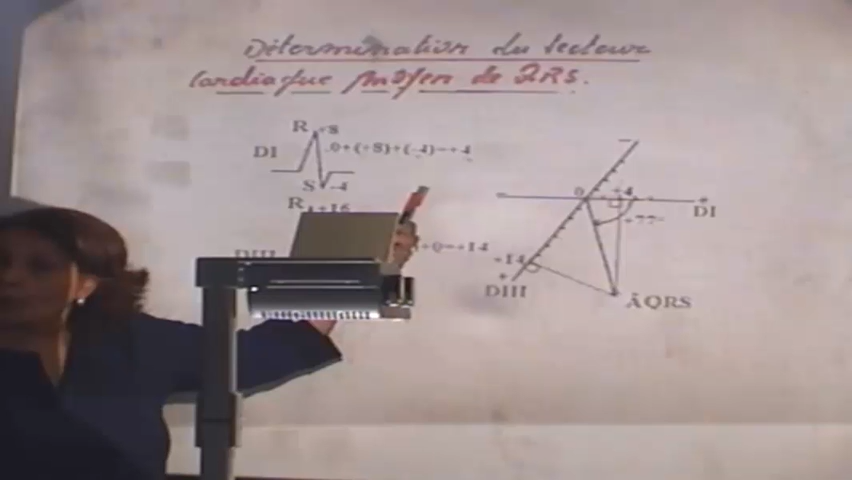 Détermination du vecteur
Cardiaque moyen de QRS.
R +8
DI 0+(+8)+(-4)=+4
S -4
R +16
DIII +0=+14
-
0 +4
DI
+77°
+14
+
DIII
ÂQRS